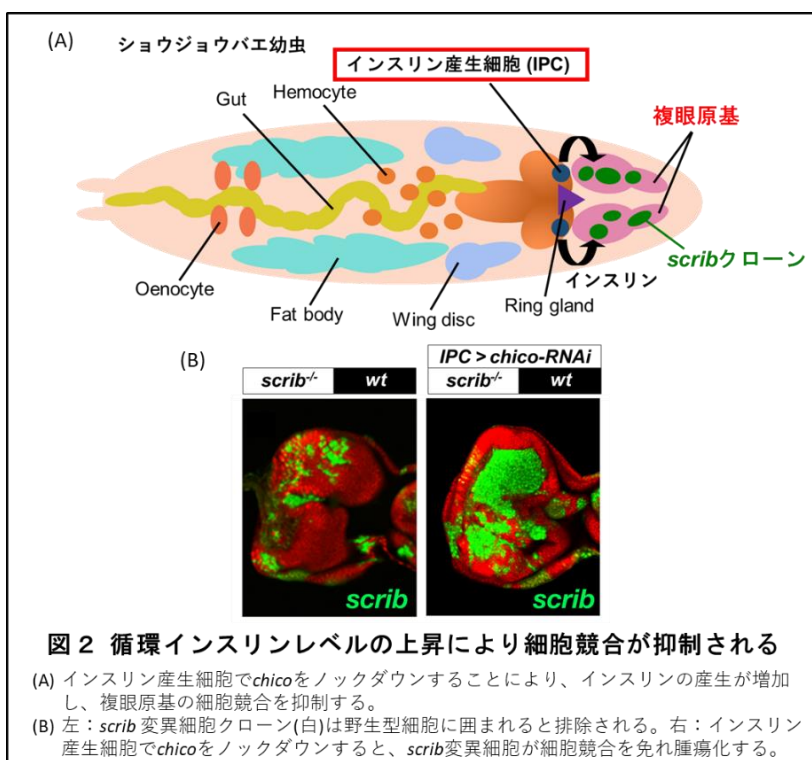 (A) ショウジョウバエ幼虫
インスリン産生細胞 (IPC)
Hemocyte
Gut
複眼原基
scribクローン
インスリン
Oenocyte
Ring gland
Fat body
Wing disc
(B)
IPC > chico-RNAi
scrib-/- wt
scrib-/- wt
scrib
scrib
図２ 循環インスリンレベルの上昇により細胞競合が抑制される
(A) インスリン産生細胞でchicoをノックダウンすることにより、インスリンの産生が増加
し、複眼原基の細胞競合を抑制する。
(B) 左：scrib 変異細胞クローン(白)は野生型細胞に囲まれると排除される。右：インスリン
産生細胞でchicoをノックダウンすると、scrib変異細胞が細胞競合を免れ腫瘍化する。